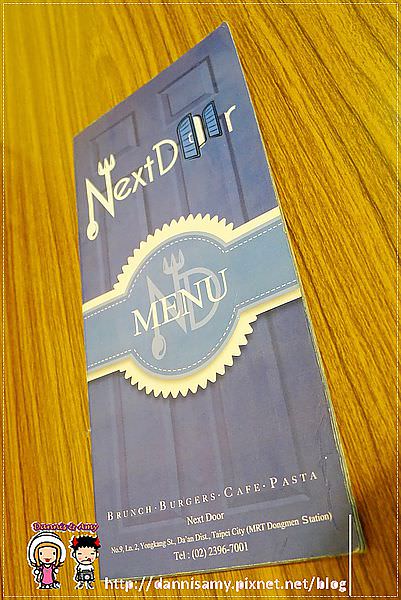 NextDoor
ND
MENU
BRUNCH·BURGERS·CAFE·PASTA
Next Door
No.9, Ln. 2, Yongkang St., Da'an Dist., Taipei City (MRT Dongmen Station)
Tel : (02) 2396-7001
Dannis & Amy
http://dannisamy.pixnet.net/blog